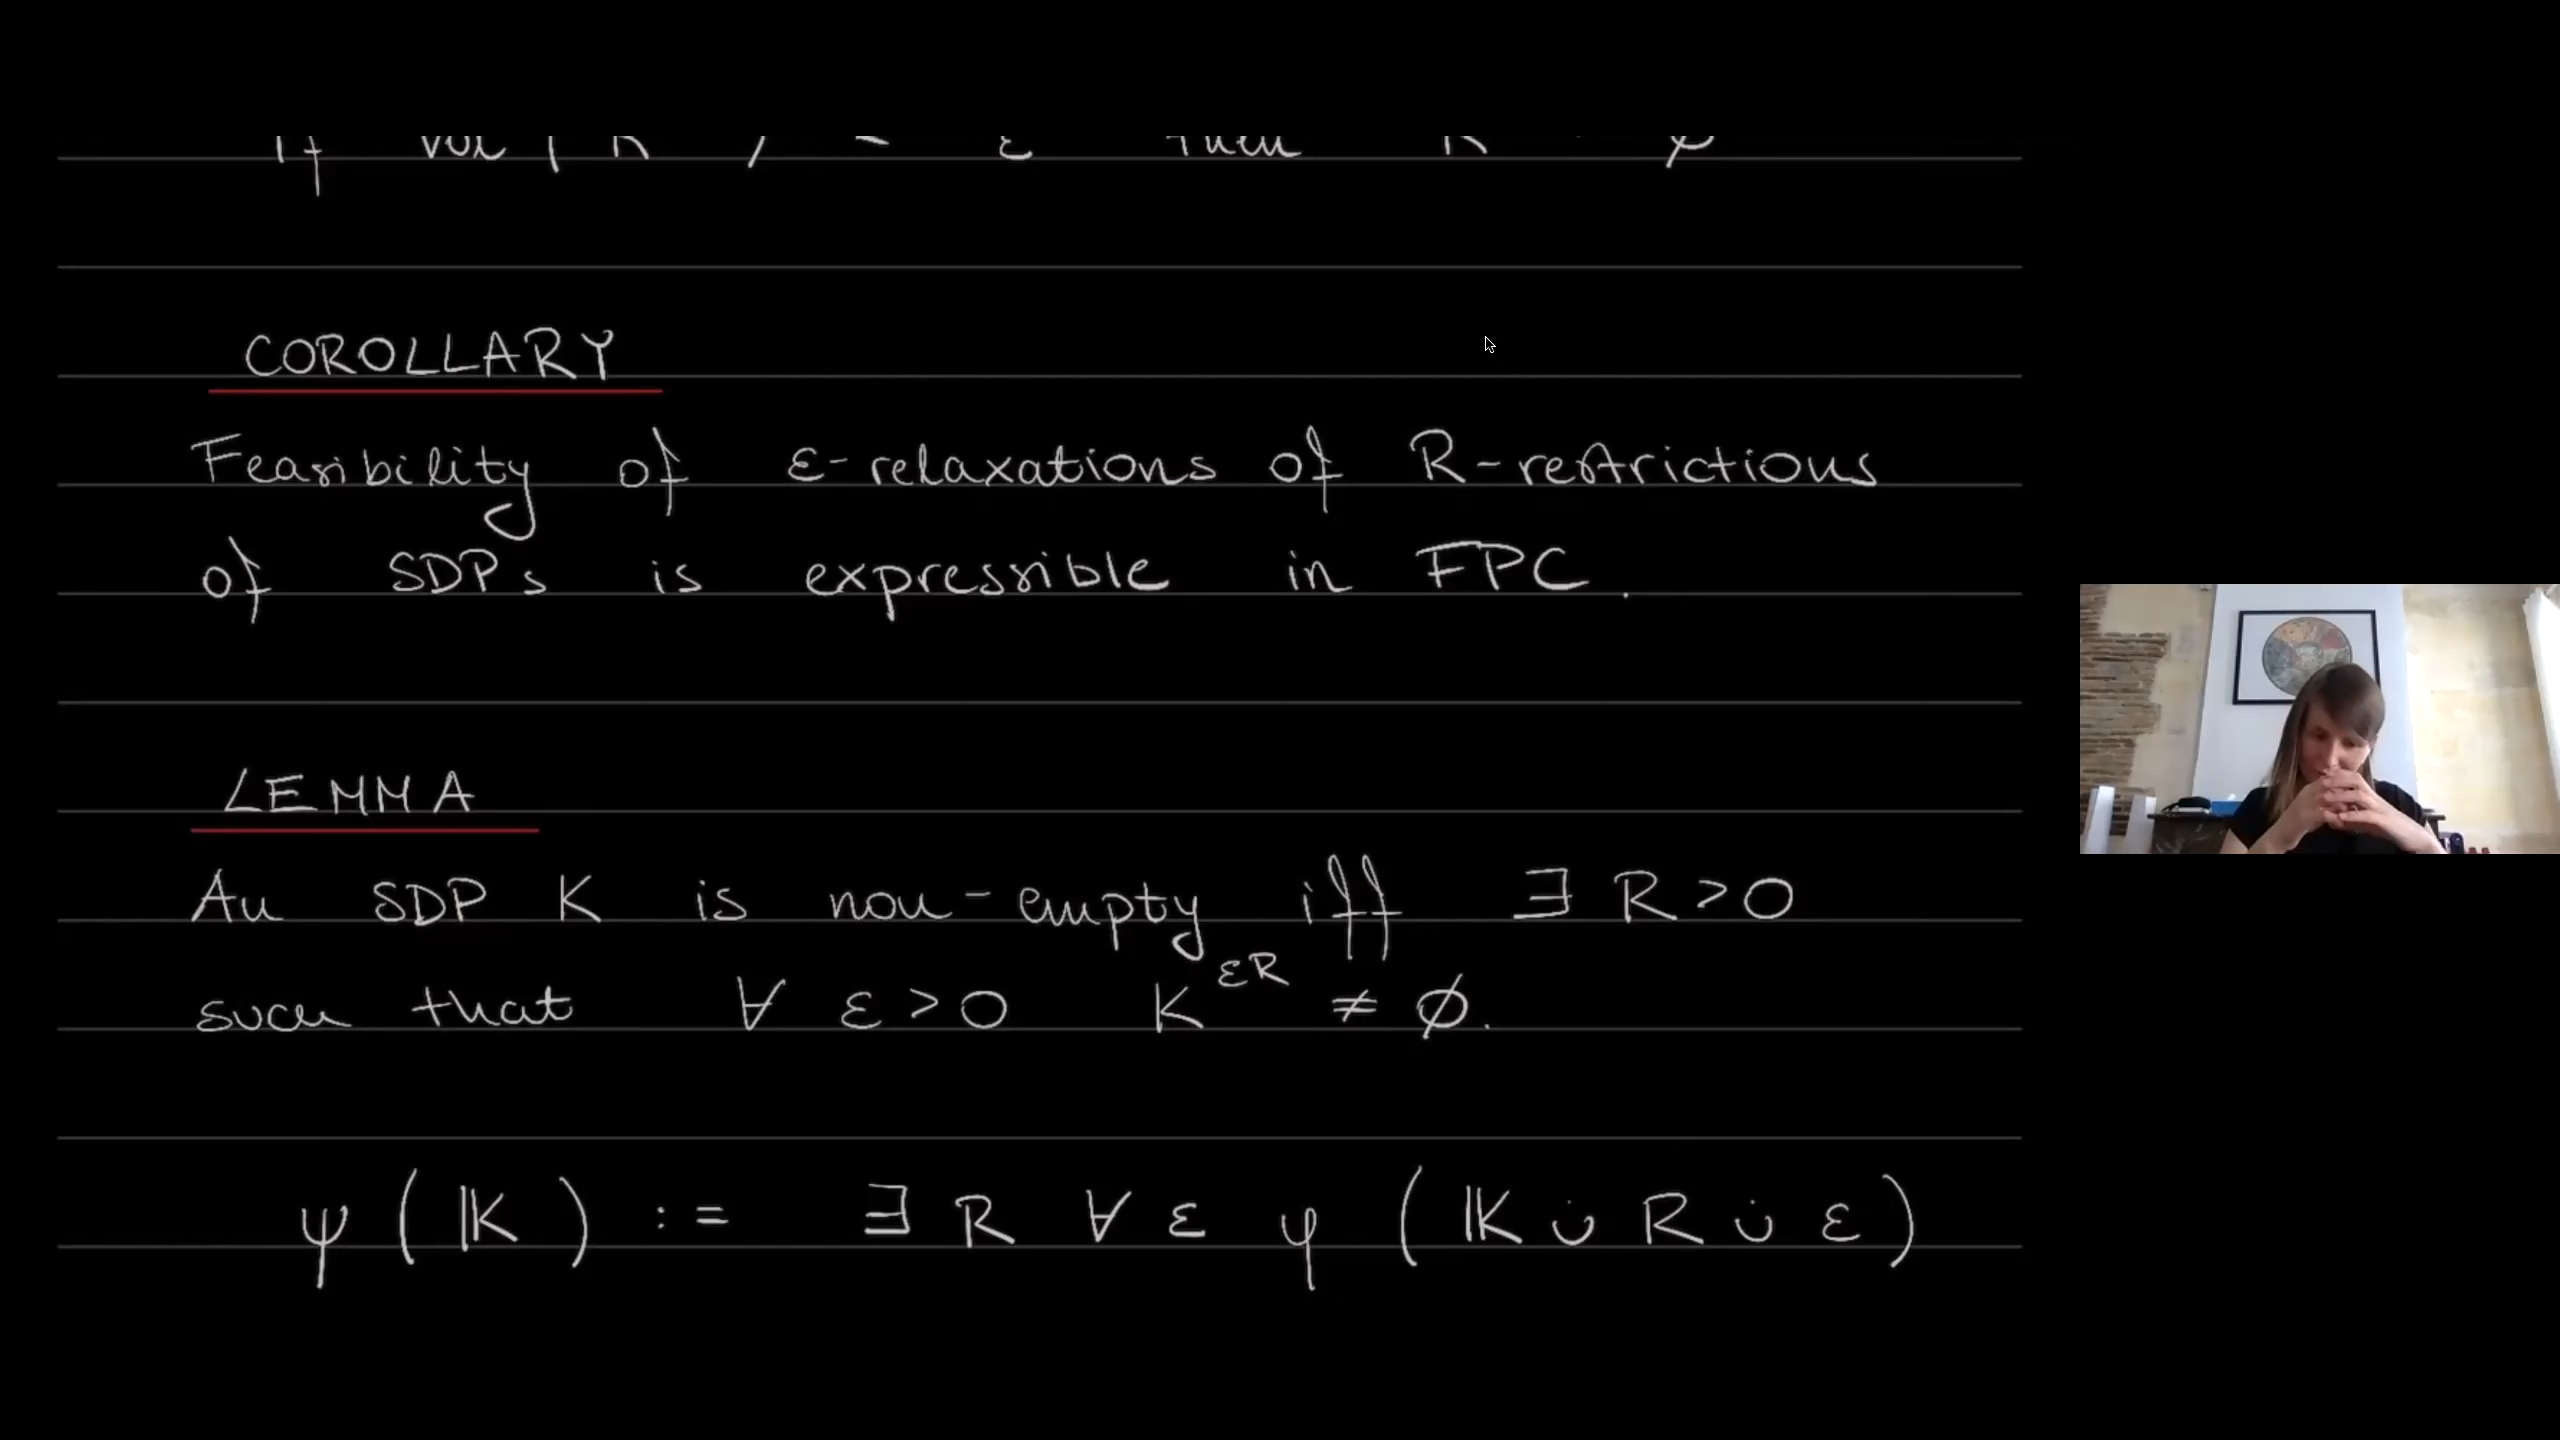 COROLLARY
Feasibility of ε-relaxations of R-restrictions
of SDPs is expressible in FPC.
LEMMA
An SDP K is non-empty iff ∃ R > 0
such that ∀ ε > 0 K^{εR} ≠ ∅.
ψ ( 𝕂 ) := ∃ R ∀ ε φ ( 𝕂 ∪̇ R ∪̇ ε )